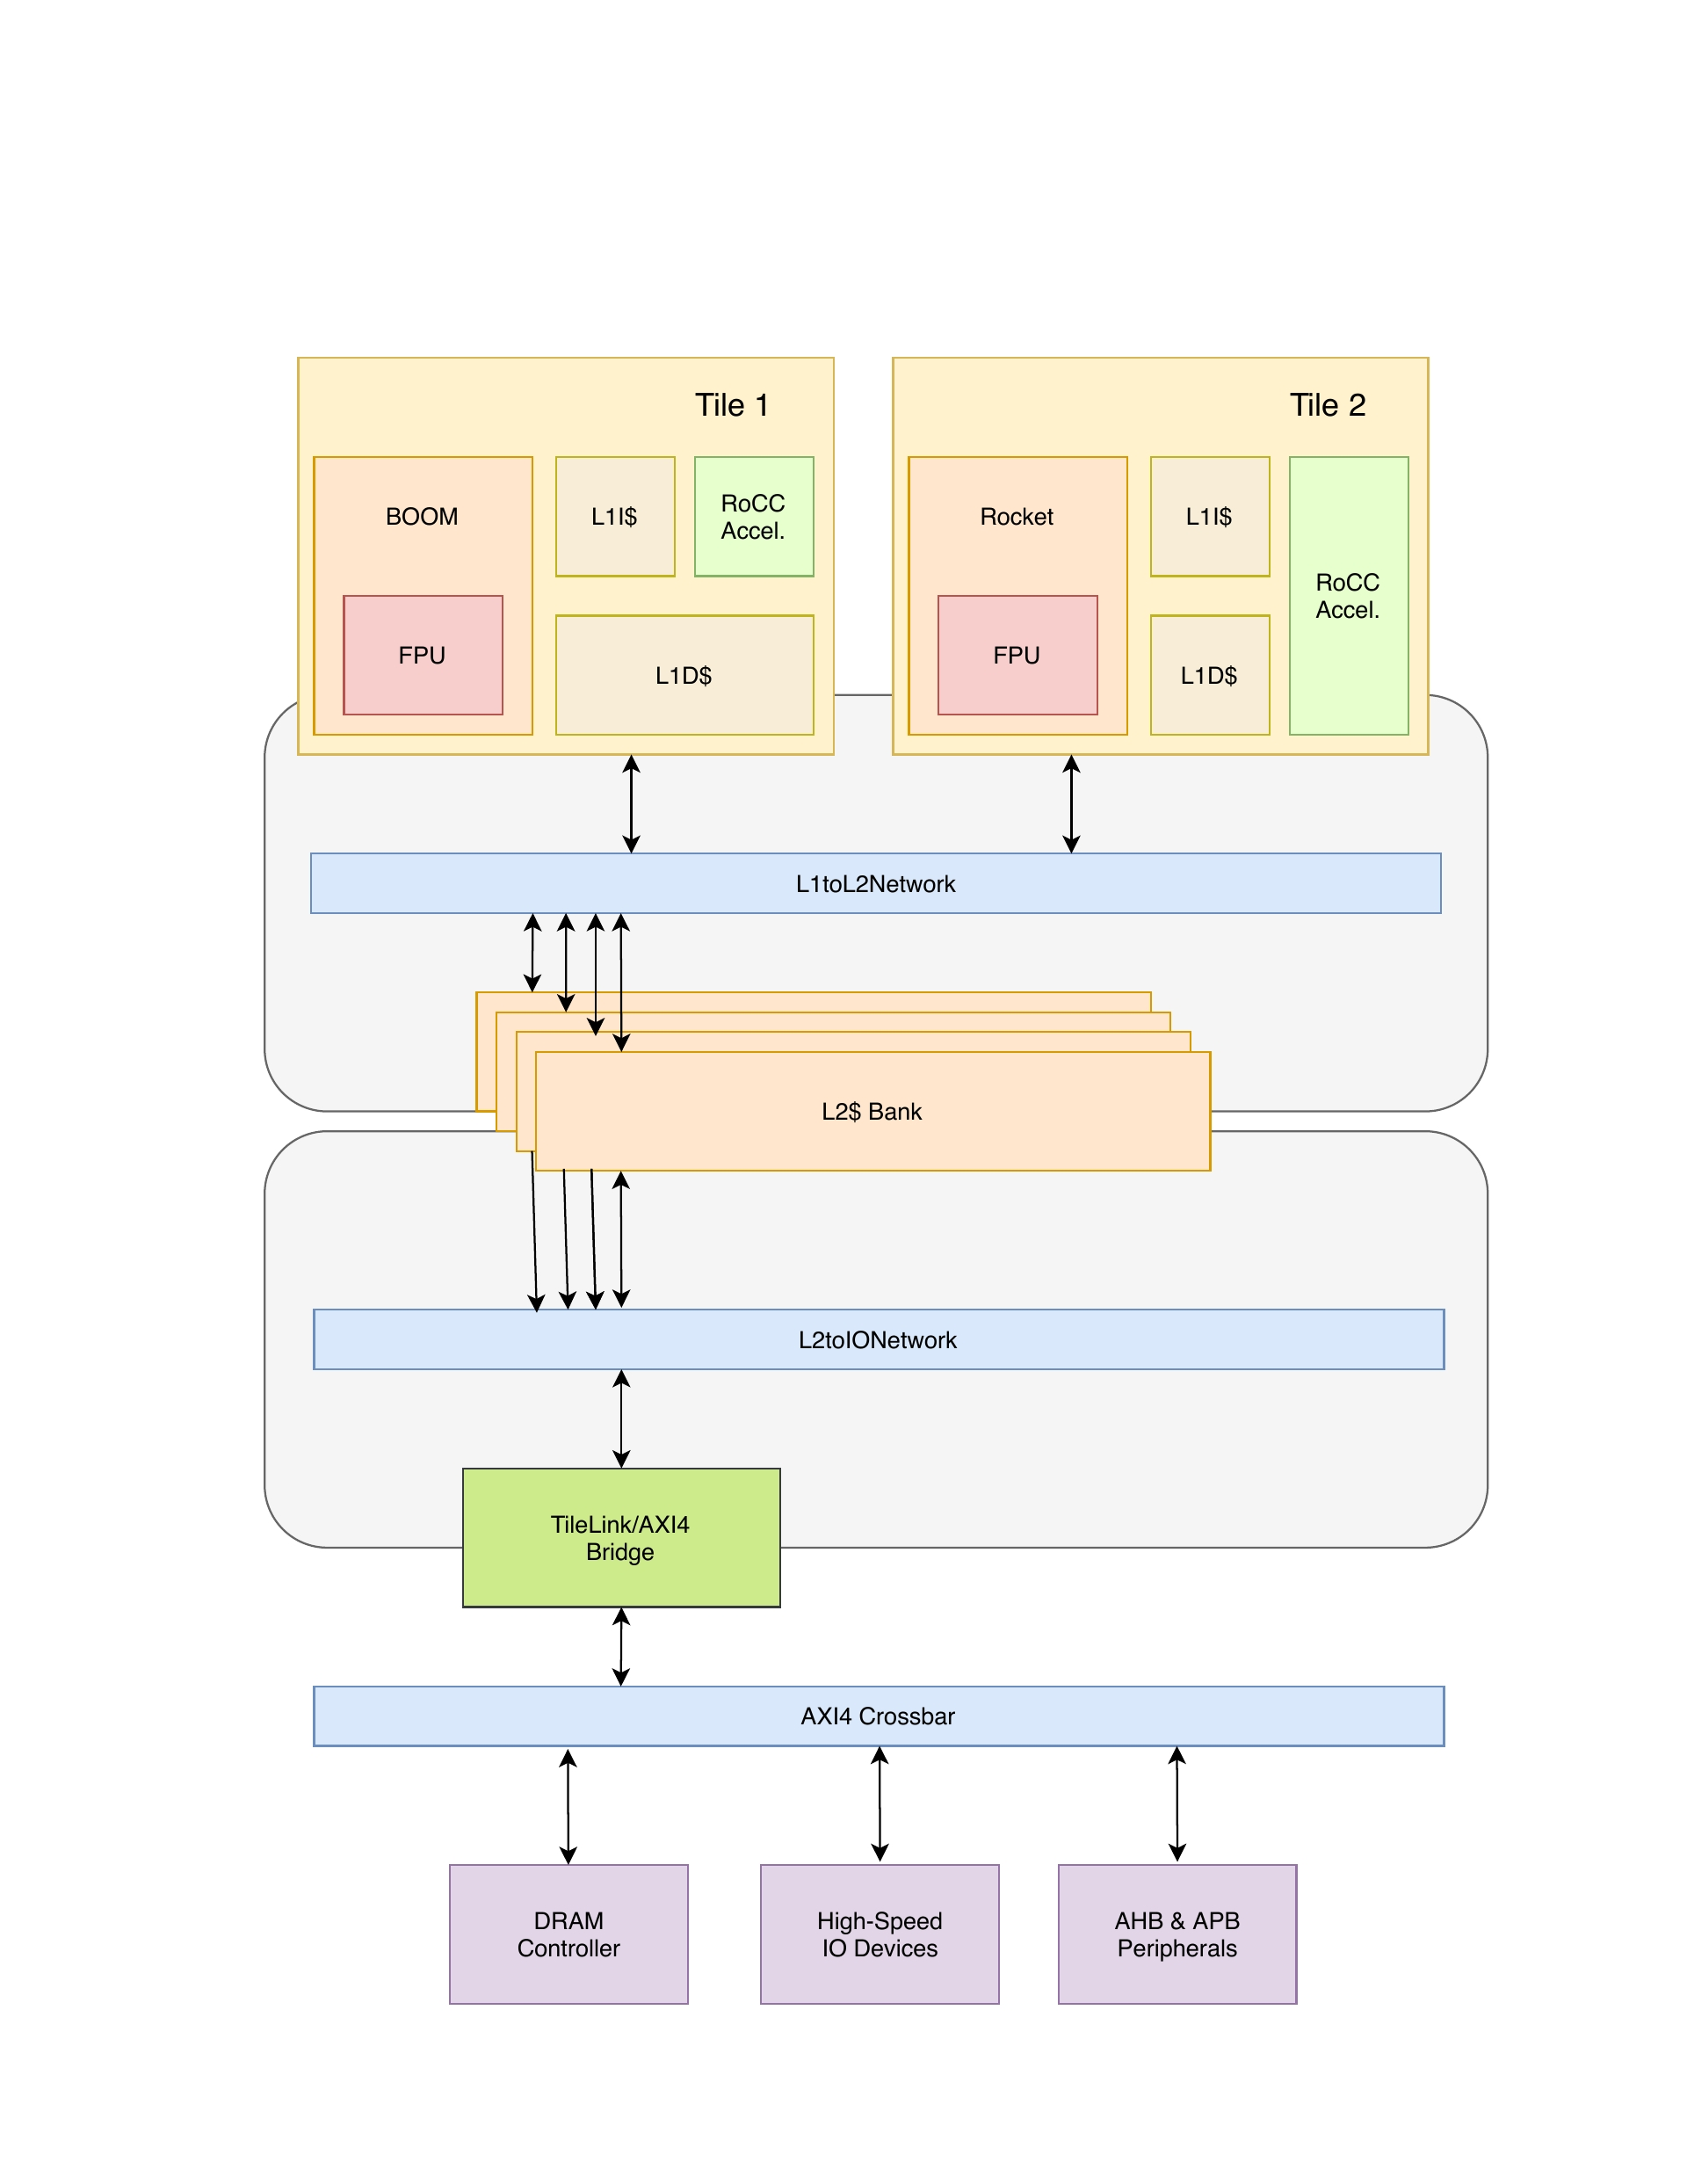 Tile 1
BOOM
L1I$
RoCC
Accel.
FPU
L1D$
Tile 2
Rocket
L1I$
RoCC
Accel.
FPU
L1D$
L1toL2Network
L2$ Bank
L2toIONetwork
TileLink/AXI4
Bridge
AXI4 Crossbar
DRAM
Controller
High-Speed
IO Devices
AHB & APB
Peripherals